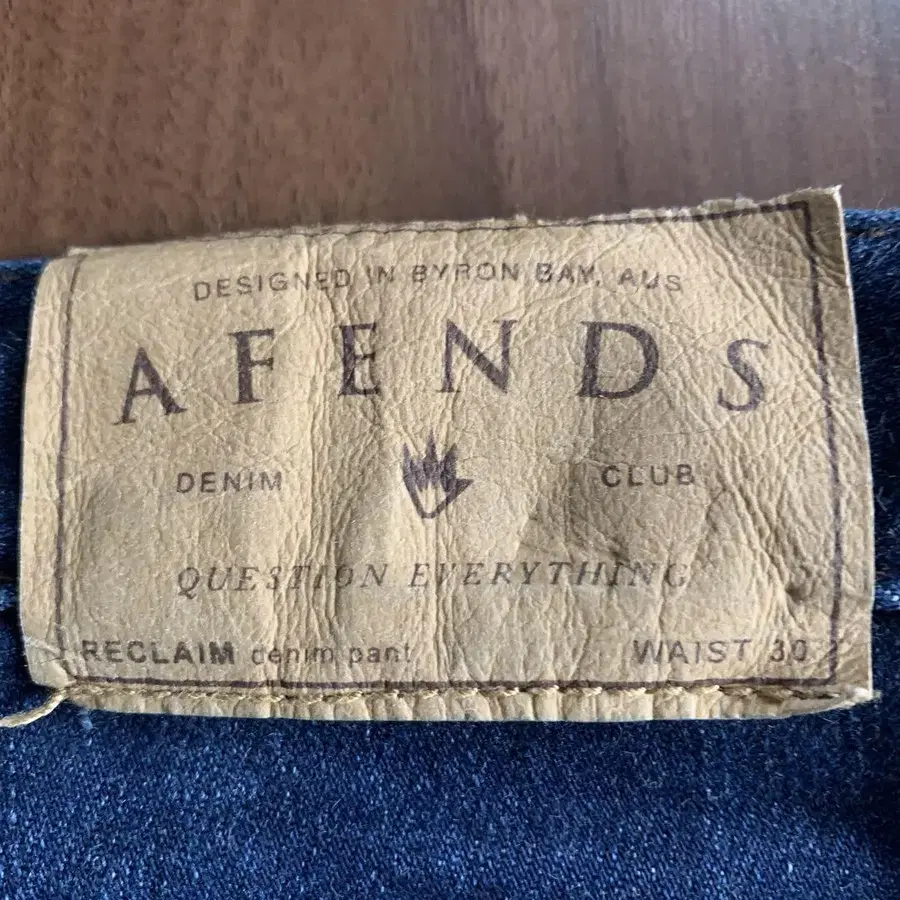 DESIGNED IN BYRON BAY, AUS
AFENDS
DENIM CLUB
QUESTION EVERYTHING
RECLAIM denim pant WAIST 30